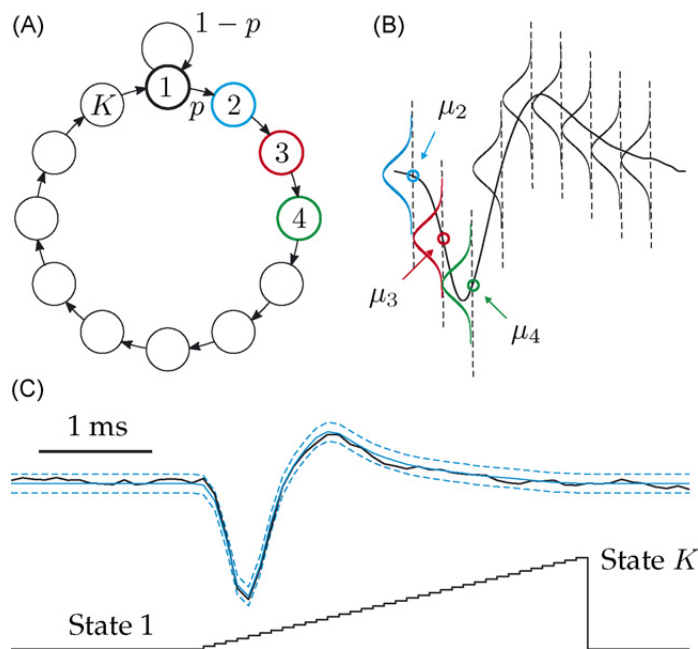 (A)
1 − p
K
1
p
2
3
4
(B)
μ₂
μ₃
μ₄
(C)
1 ms
State K
State 1